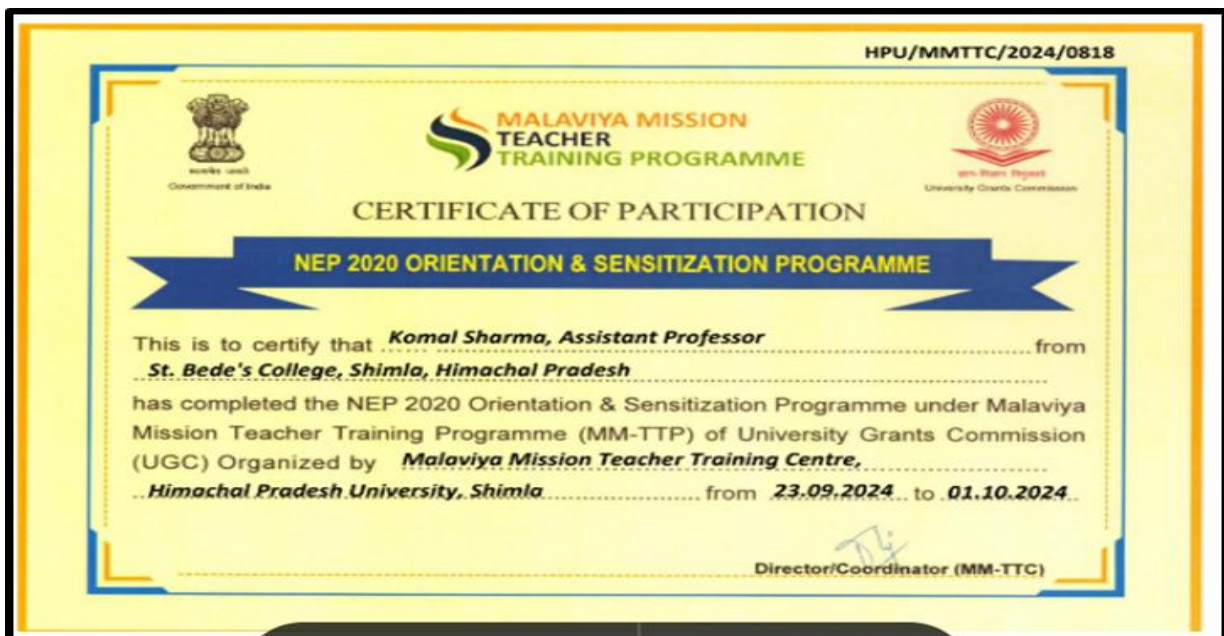 HPU/MMTTC/2024/0818
MALAVIYA MISSION
TEACHER
TRAINING PROGRAMME
सत्यमेव जयते
Government of India
ज्ञान-विज्ञान विमुक्तये
University Grants Commission
CERTIFICATE OF PARTICIPATION
NEP 2020 ORIENTATION & SENSITIZATION PROGRAMME
This is to certify that Komal Sharma, Assistant Professor from
St. Bede's College, Shimla, Himachal Pradesh
has completed the NEP 2020 Orientation & Sensitization Programme under Malaviya
Mission Teacher Training Programme (MM-TTP) of University Grants Commission
(UGC) Organized by Malaviya Mission Teacher Training Centre,
Himachal Pradesh University, Shimla from 23.09.2024 to 01.10.2024
Director/Coordinator (MM-TTC)